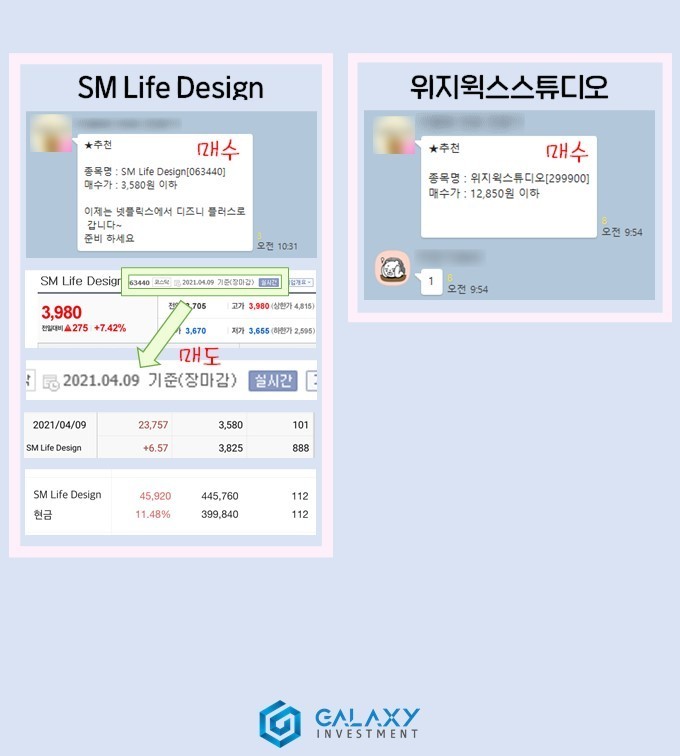 SM Life Design
★추천
매수
종목명 : SM Life Design[063440]
매수가 : 3,580원 이하
이제는 넷플릭스에서 디즈니 플러스로
갑니다~
준비 하세요
1
오전 10:31
SM Life Design
63440 코스닥 2021.04.09 기준(장마감) 실시간
3,980
전일대비 ▲275 +7.42%
3,705 고가 3,980 (상한가 4,815)
3,670 저가 3,655 (하한가 2,595)
매도
2021.04.09 기준(장마감) 실시간
2021/04/09 23,757 3,580 101
SM Life Design +6.57 3,825 888
SM Life Design 45,920 445,760 112
현금 11.48% 399,840 112
위지윅스스튜디오
★추천
매수
종목명 : 위지윅스튜디오[299900]
매수가 : 12,850원 이하
오전 9:54
1
오전 9:54
GALAXY
INVESTMENT